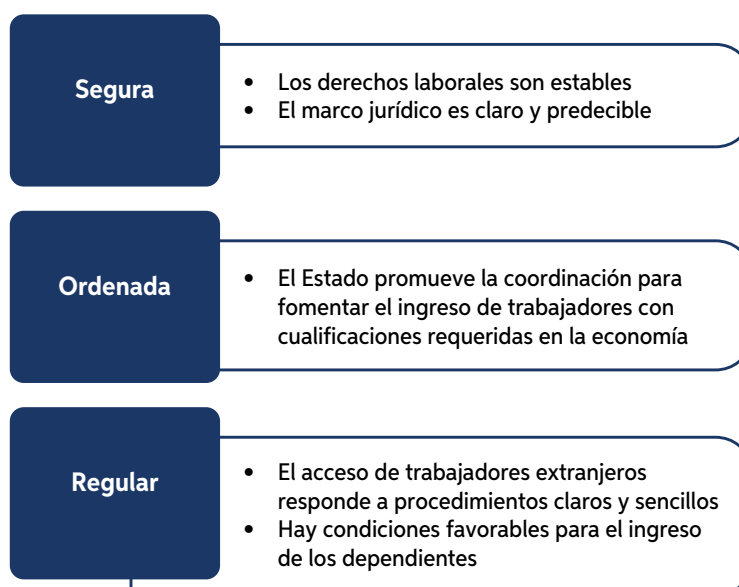 Segura
• Los derechos laborales son estables
• El marco jurídico es claro y predecible
Ordenada
• El Estado promueve la coordinación para
fomentar el ingreso de trabajadores con
cualificaciones requeridas en la economía
Regular
• El acceso de trabajadores extranjeros
responde a procedimientos claros y sencillos
• Hay condiciones favorables para el ingreso
de los dependientes